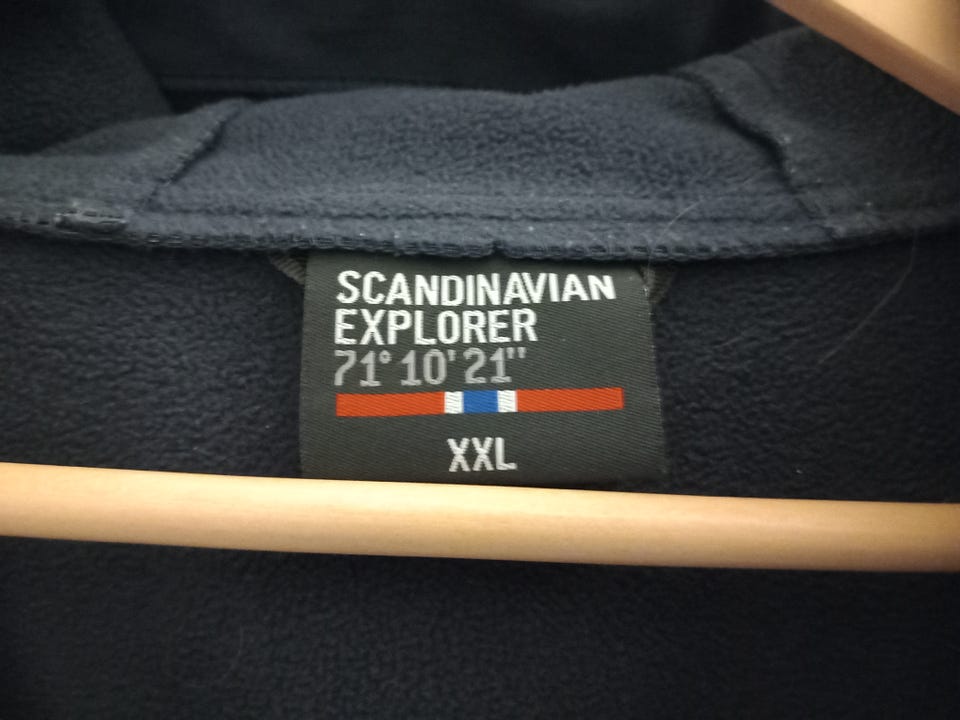 SCANDINAVIAN
EXPLORER
71° 10' 21"
XXL